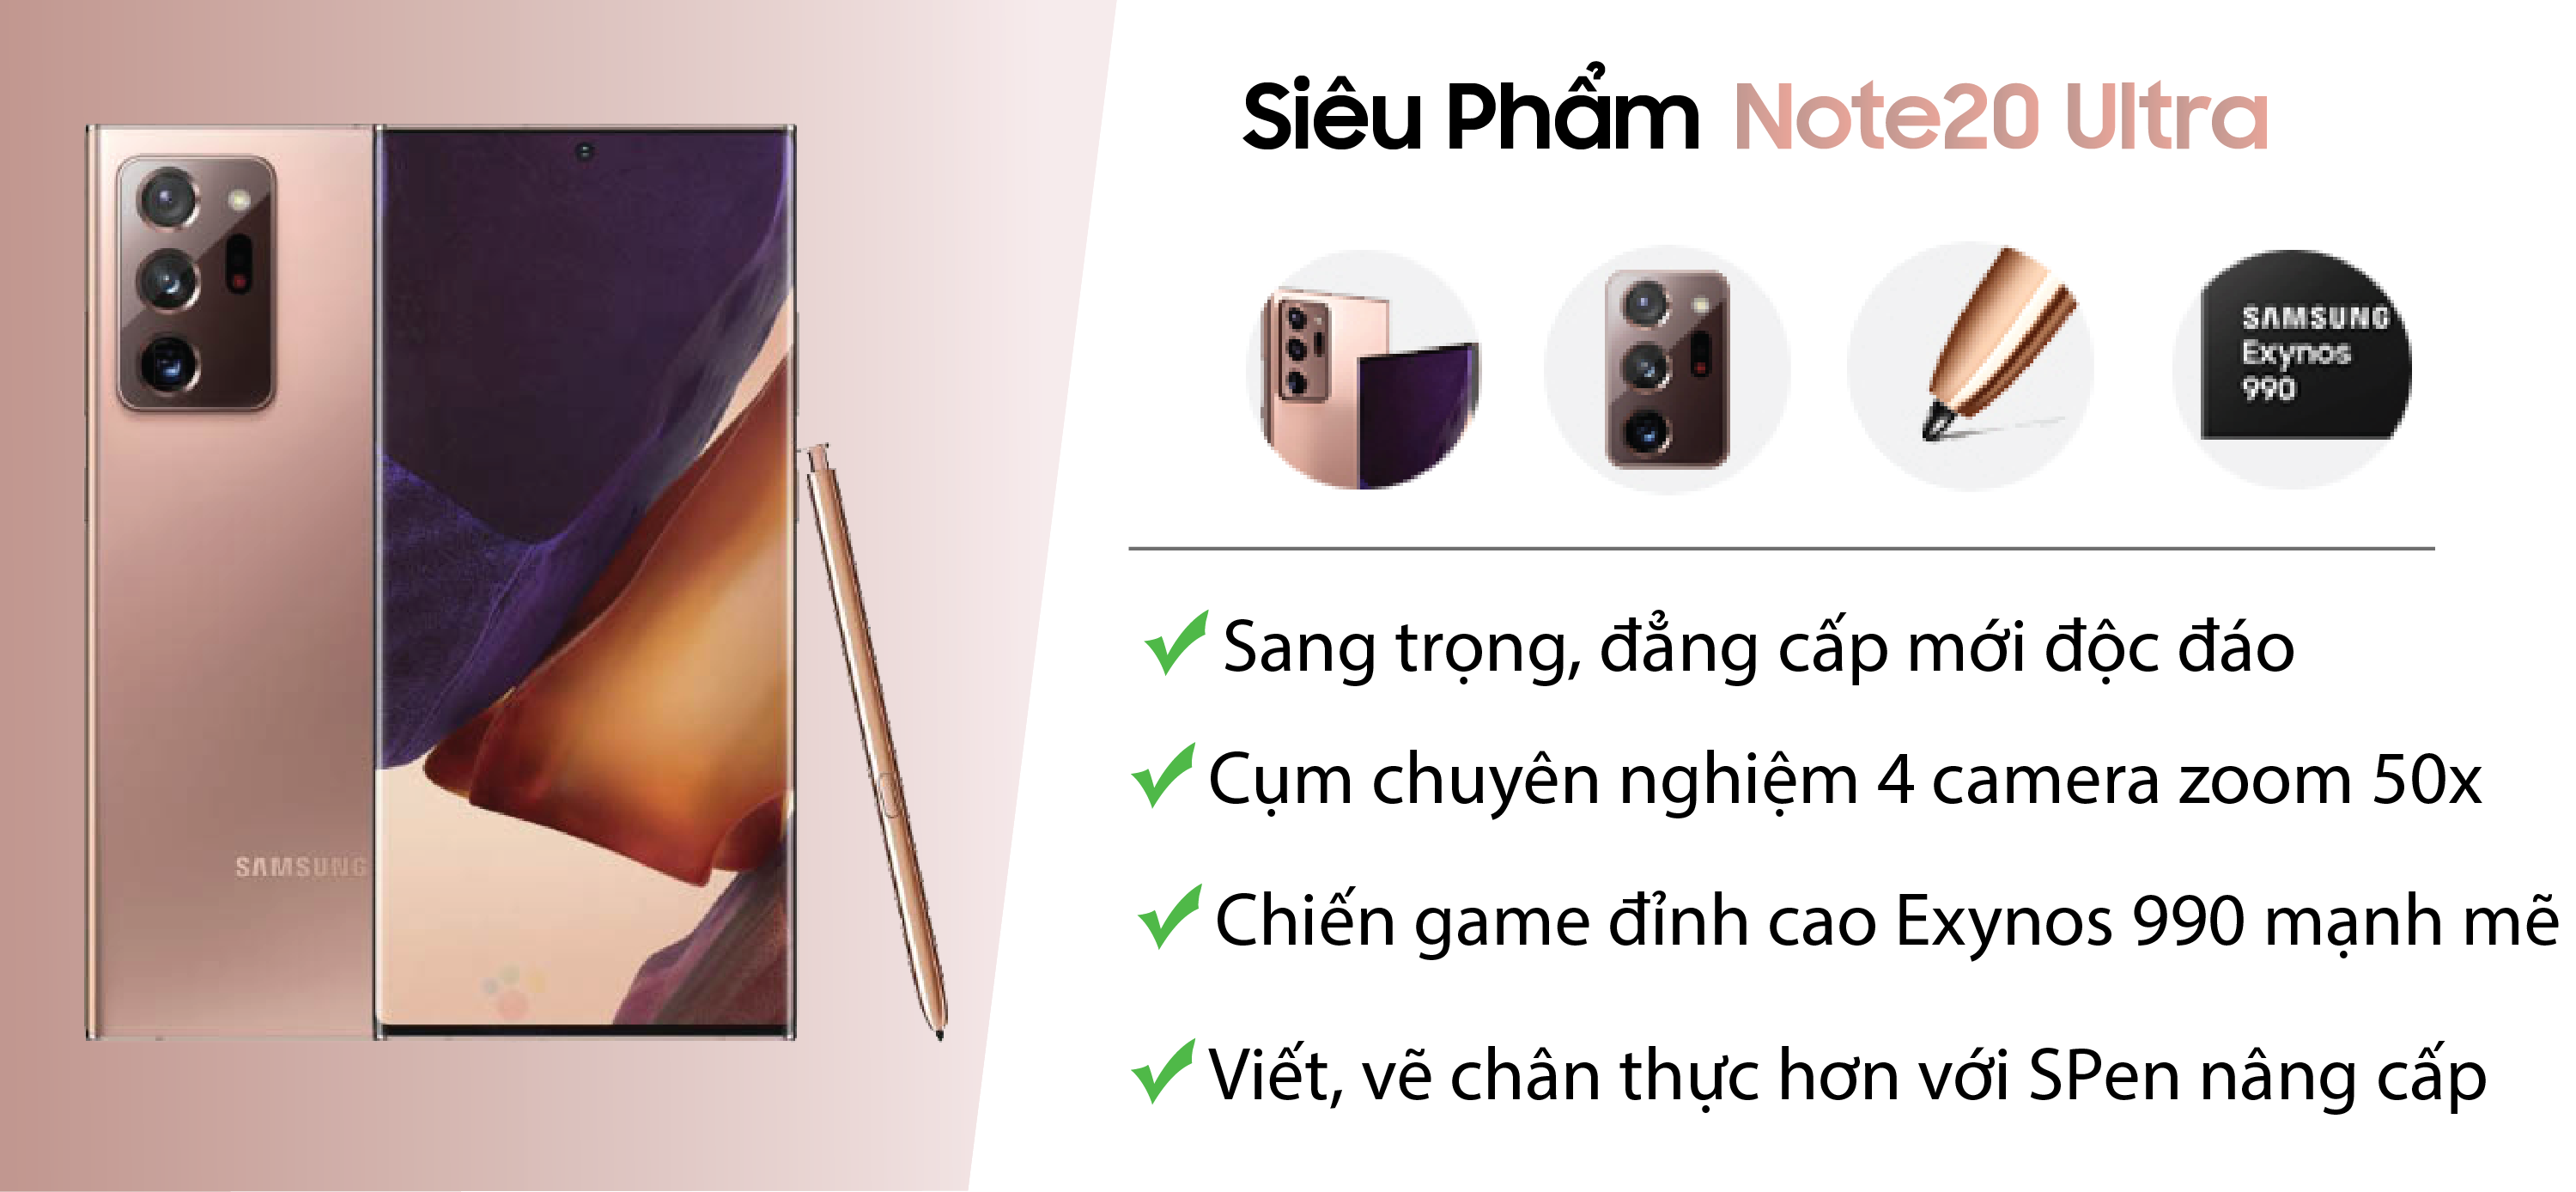 Siêu Phẩm Note20 Ultra
SAMSUNG
Exynos
990
Sang trọng, đẳng cấp mới độc đáo
Cụm chuyên nghiệm 4 camera zoom 50x
Chiến game đỉnh cao Exynos 990 mạnh mẽ
Viết, vẽ chân thực hơn với SPen nâng cấp
SAMSUNG